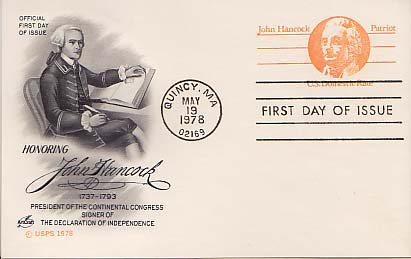 OFFICIAL
FIRST DAY
OF ISSUE
John Hancock Patriot
U.S. Domestic Rate
QUINCY, MA
MAY
19
1978
02169
FIRST DAY OF ISSUE
HONORING
John Hancock
1737-1793
PRESIDENT OF THE CONTINENTAL CONGRESS
SIGNER OF
THE DECLARATION OF INDEPENDENCE
ArtCraft
© USPS 1978